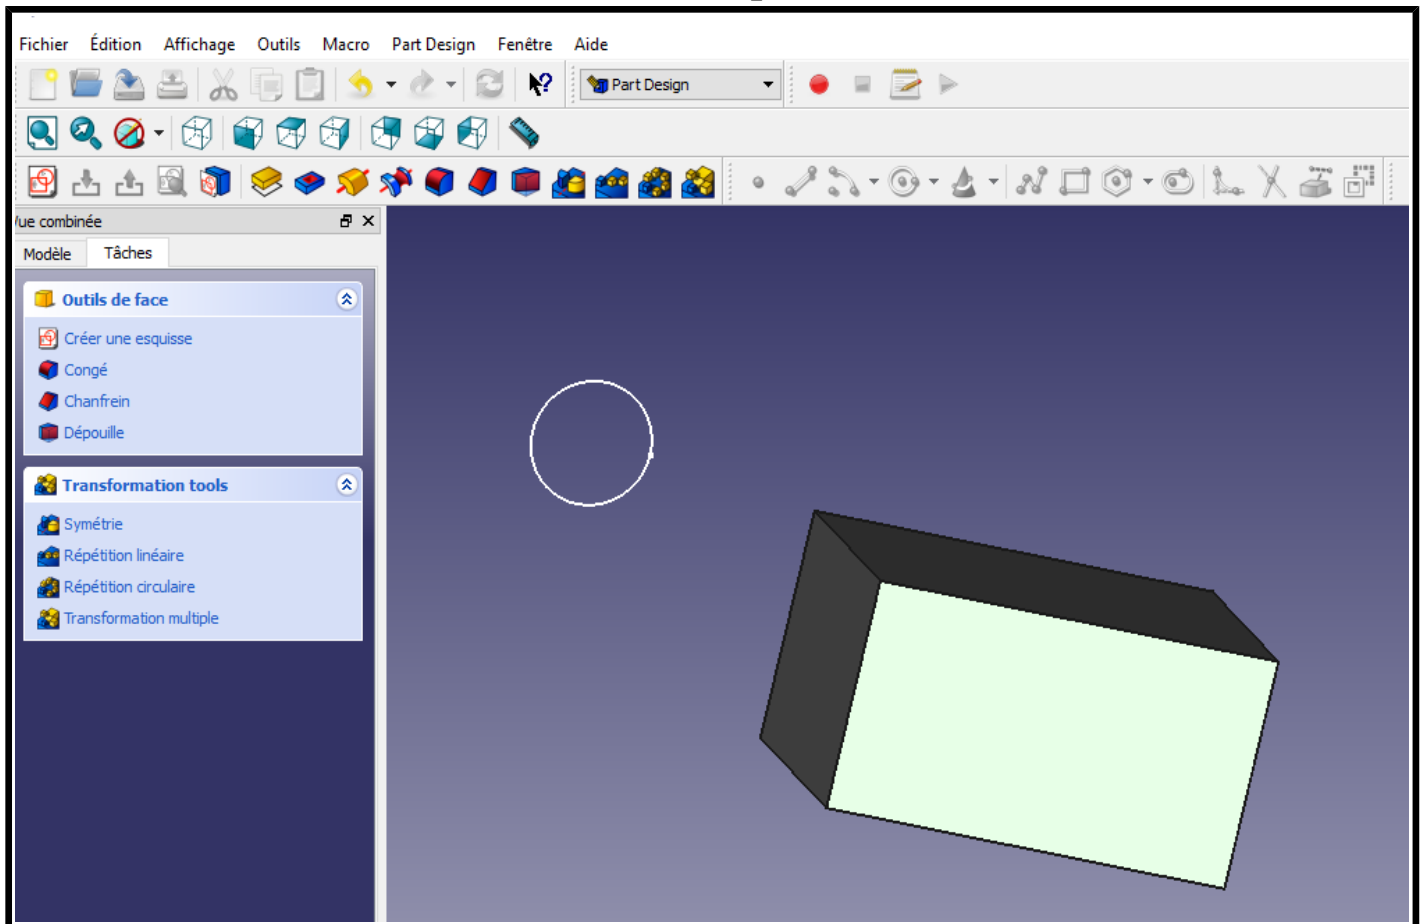 Fichier Édition Affichage Outils Macro Part Design Fenêtre Aide
Part Design
Vue combinée
Modèle Tâches
Outils de face
Créer une esquisse
Congé
Chanfrein
Dépouille
Transformation tools
Symétrie
Répétition linéaire
Répétition circulaire
Transformation multiple